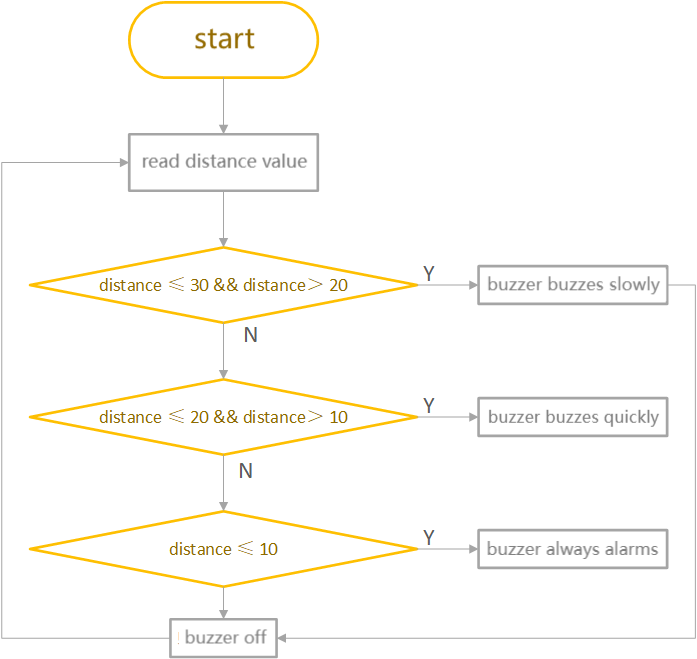 start
read distance value
distance ≤ 30 && distance > 20
Y
buzzer buzzes slowly
N
distance ≤ 20 && distance > 10
Y
buzzer buzzes quickly
N
distance ≤ 10
Y
buzzer always alarms
buzzer off